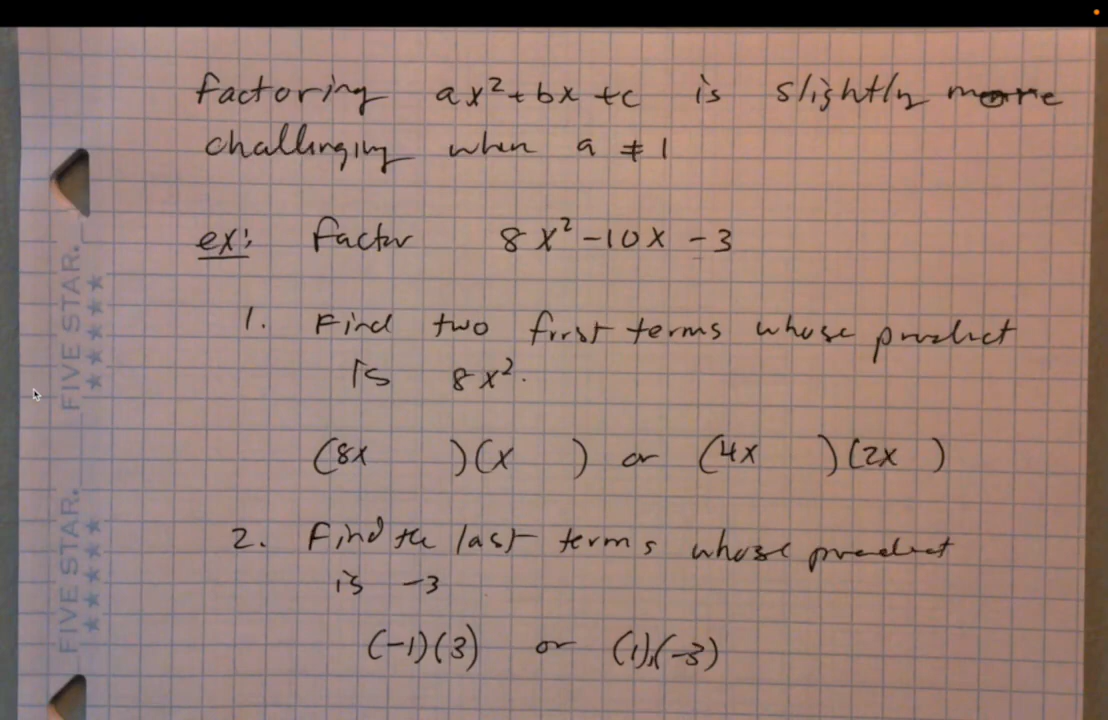 factoring ax²+bx+c is slightly more
challenging when a ≠ 1
ex: factor 8x²-10x-3
1. Find two first terms whose product
is 8x².
(8x )(x ) or (4x )(2x )
2. Find the last terms whose product
is -3
(-1)(3) or (1)(-3)
FIVE STAR.
FIVE STAR.